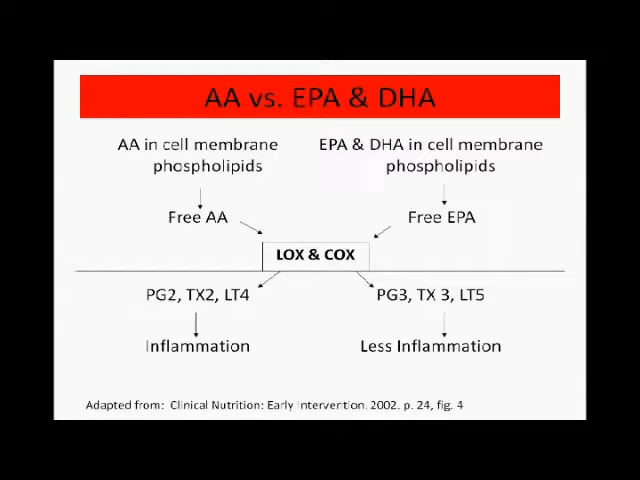 AA vs. EPA & DHA
AA in cell membrane
phospholipids
EPA & DHA in cell membrane
phospholipids
Free AA
Free EPA
LOX & COX
PG2, TX2, LT4
PG3, TX 3, LT5
Inflammation
Less Inflammation
Adapted from: Clinical Nutrition: Early Intervention. 2002. p. 24, fig. 4